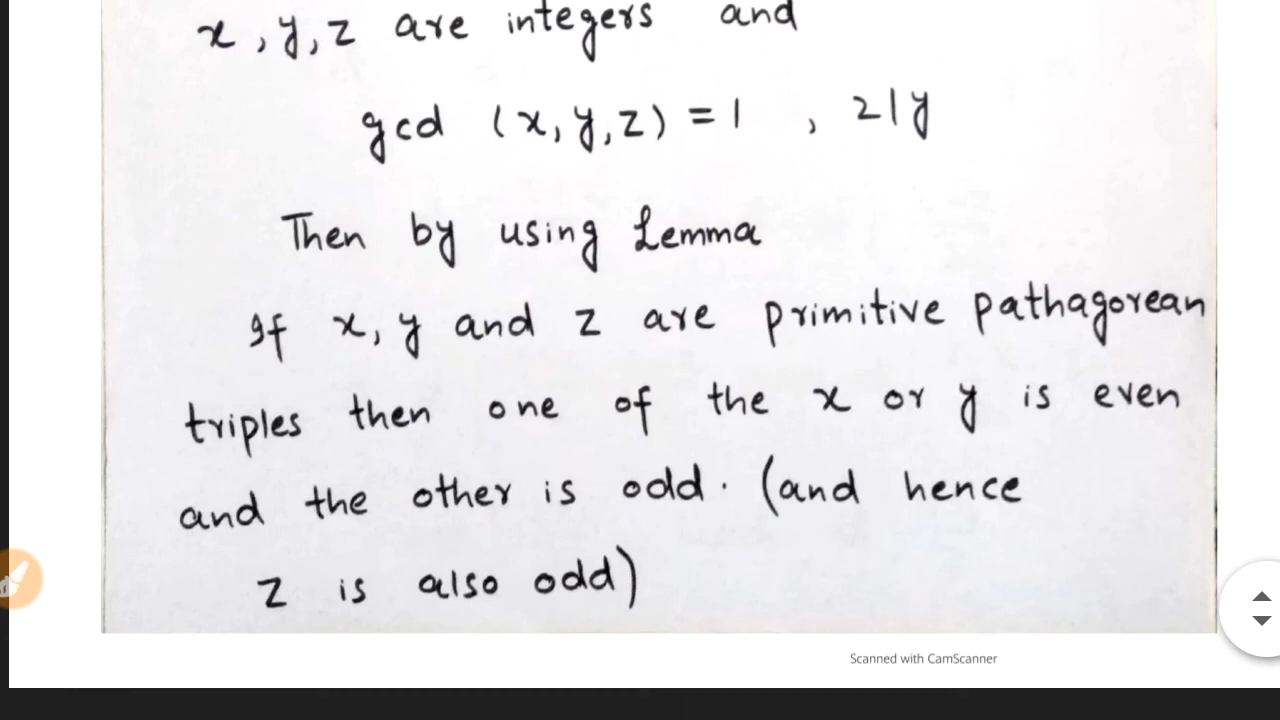 x, y, z are integers and
gcd (x, y, z) = 1 , 2|y
Then by using Lemma
If x, y and z are primitive pathagorean
triples then one of the x or y is even
and the other is odd. (and hence
z is also odd)
Scanned with CamScanner